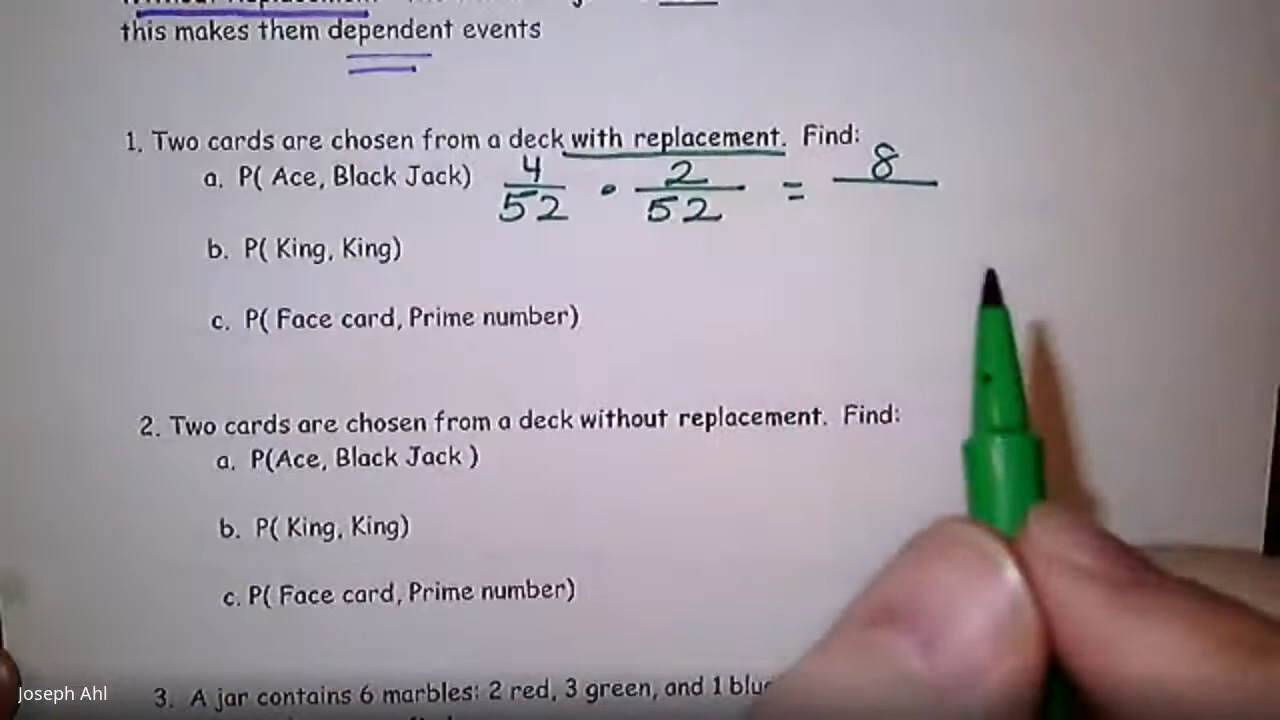 this makes them dependent events
1. Two cards are chosen from a deck with replacement. Find:
a. P( Ace, Black Jack) 4/52 • 2/52 = 8
b. P( King, King)
c. P( Face card, Prime number)
2. Two cards are chosen from a deck without replacement. Find:
a. P(Ace, Black Jack )
b. P( King, King)
c. P( Face card, Prime number)
3. A jar contains 6 marbles: 2 red, 3 green, and 1
Joseph Ahl